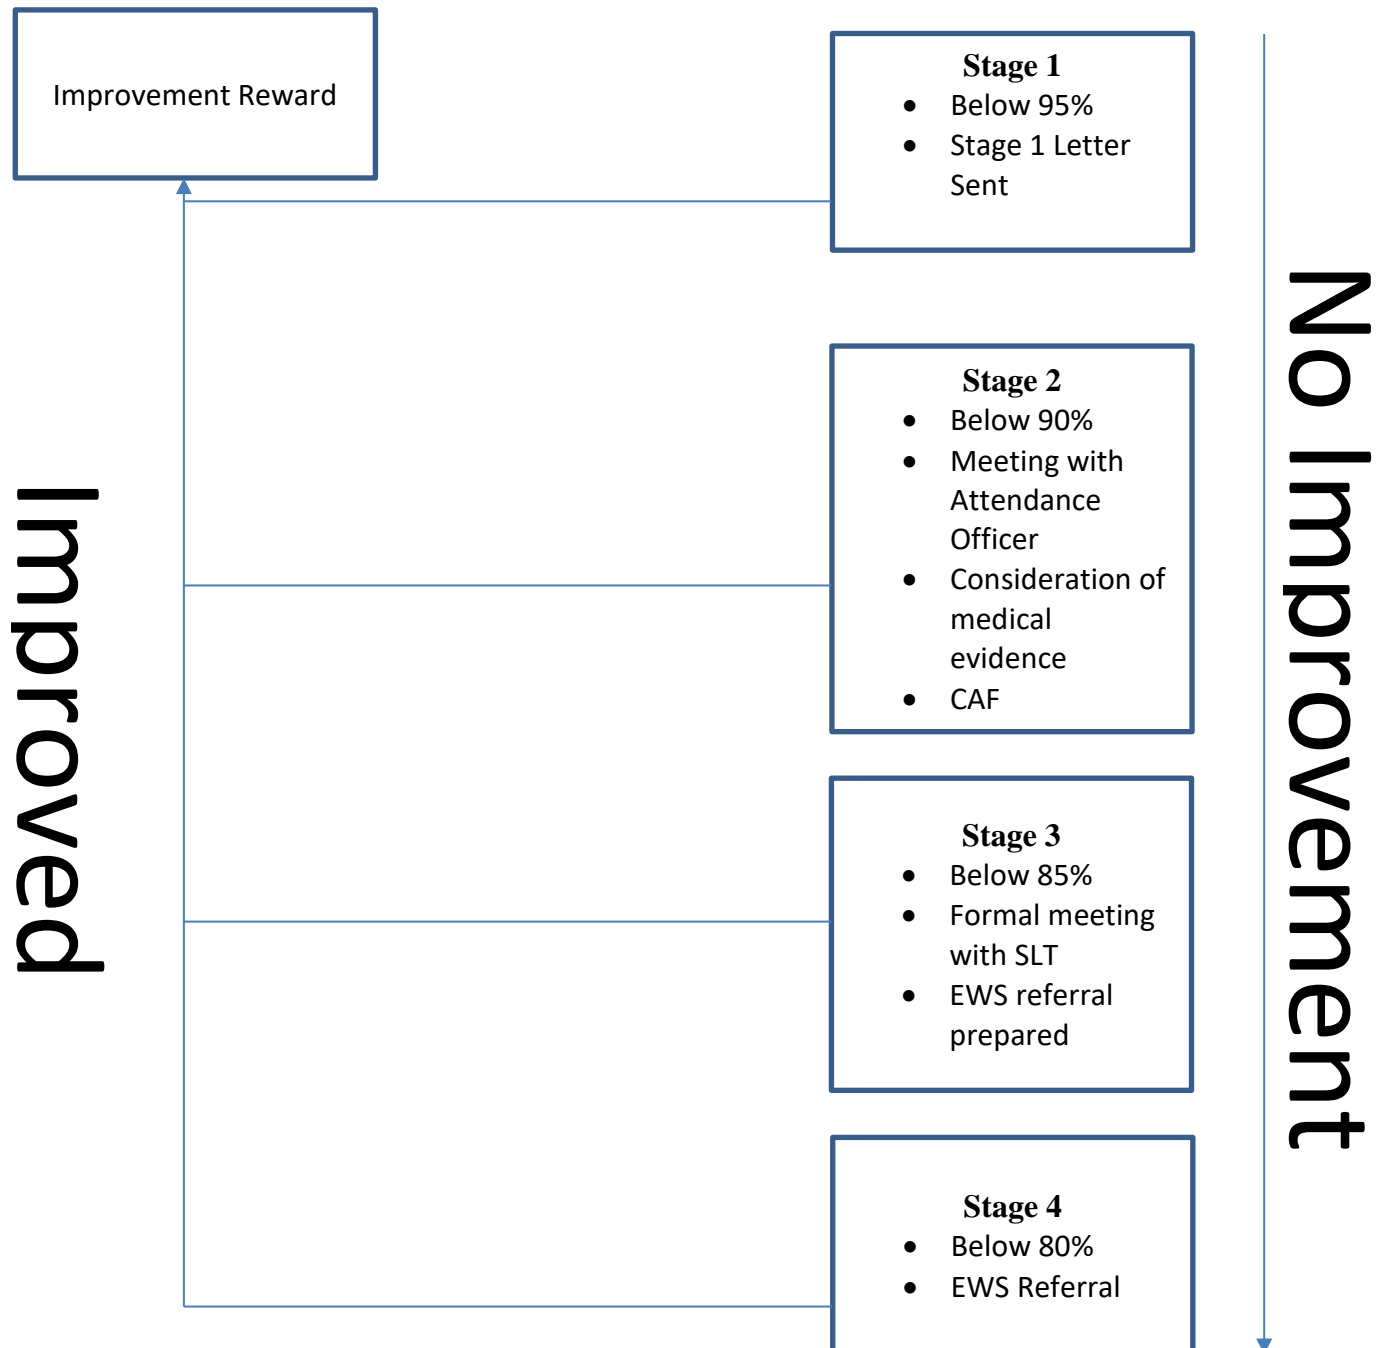 Improvement Reward
Stage 1
• Below 95%
• Stage 1 Letter
Sent
Stage 2
• Below 90%
• Meeting with
Attendance
Officer
• Consideration of
medical
evidence
• CAF
Stage 3
• Below 85%
• Formal meeting
with SLT
• EWS referral
prepared
Stage 4
• Below 80%
• EWS Referral
Improved
No Improvement